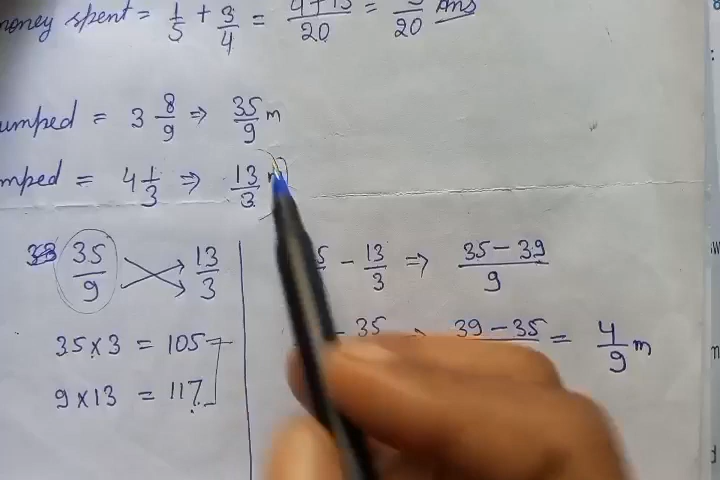 money spent = 1/5 + 3/4 = 4+15/20 = /20 Ans
umped = 3 8/9 ⇒ 35/9 m
mped = 4 1/3 ⇒ 13/3
35/9 13/3
35 × 3 = 105
9 × 13 = 117
5 - 13/3 ⇒ 35-39/9
- 35 39-35 = 4/9 m